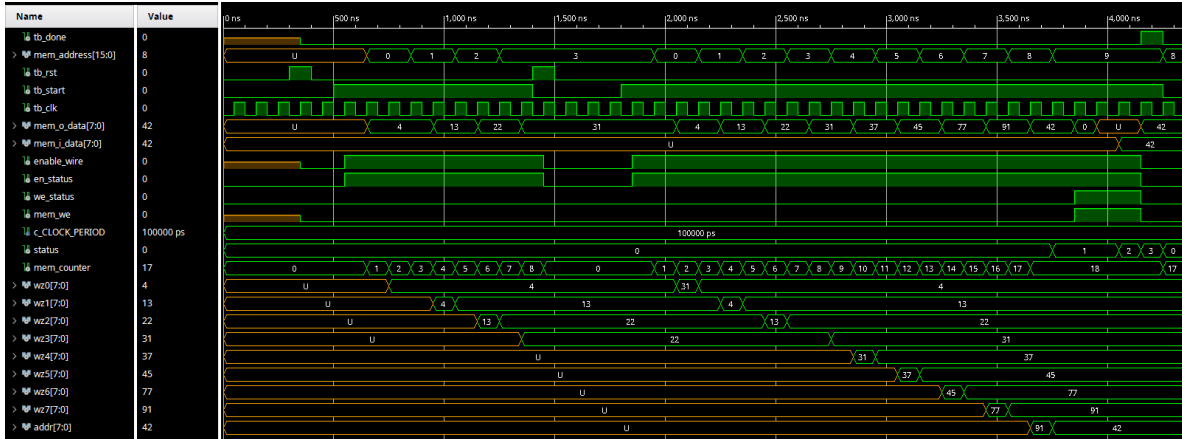 Name Value 0 ns 500 ns 1,000 ns 1,500 ns 2,000 ns 2,500 ns 3,000 ns 3,500 ns 4,000 ns
tb_done 0
mem_address[15:0] 8 U 0 1 2 3 0 1 2 3 4 5 6 7 8 9 8
tb_rst 0
tb_start 0
tb_clk 0
mem_o_data[7:0] 42 U 4 13 22 31 4 13 22 31 37 45 77 91 42 0 U 42
mem_i_data[7:0] 42 U 42
enable_wire 0
en_status 0
we_status 0
mem_we 0
c_CLOCK_PERIOD 100000 ps 100000 ps
status 0 0 1 2 3 0
mem_counter 17 0 1 2 3 4 5 6 7 8 0 1 2 3 4 5 6 7 8 9 10 11 12 13 14 15 16 17 18 17
wz0[7:0] 4 U 4 31 4
wz1[7:0] 13 U 4 13 4 13
wz2[7:0] 22 U 13 22 13 22
wz3[7:0] 31 U 22 31
wz4[7:0] 37 U 31 37
wz5[7:0] 45 U 37 45
wz6[7:0] 77 U 45 77
wz7[7:0] 91 U 77 91
addr[7:0] 42 U 91 42